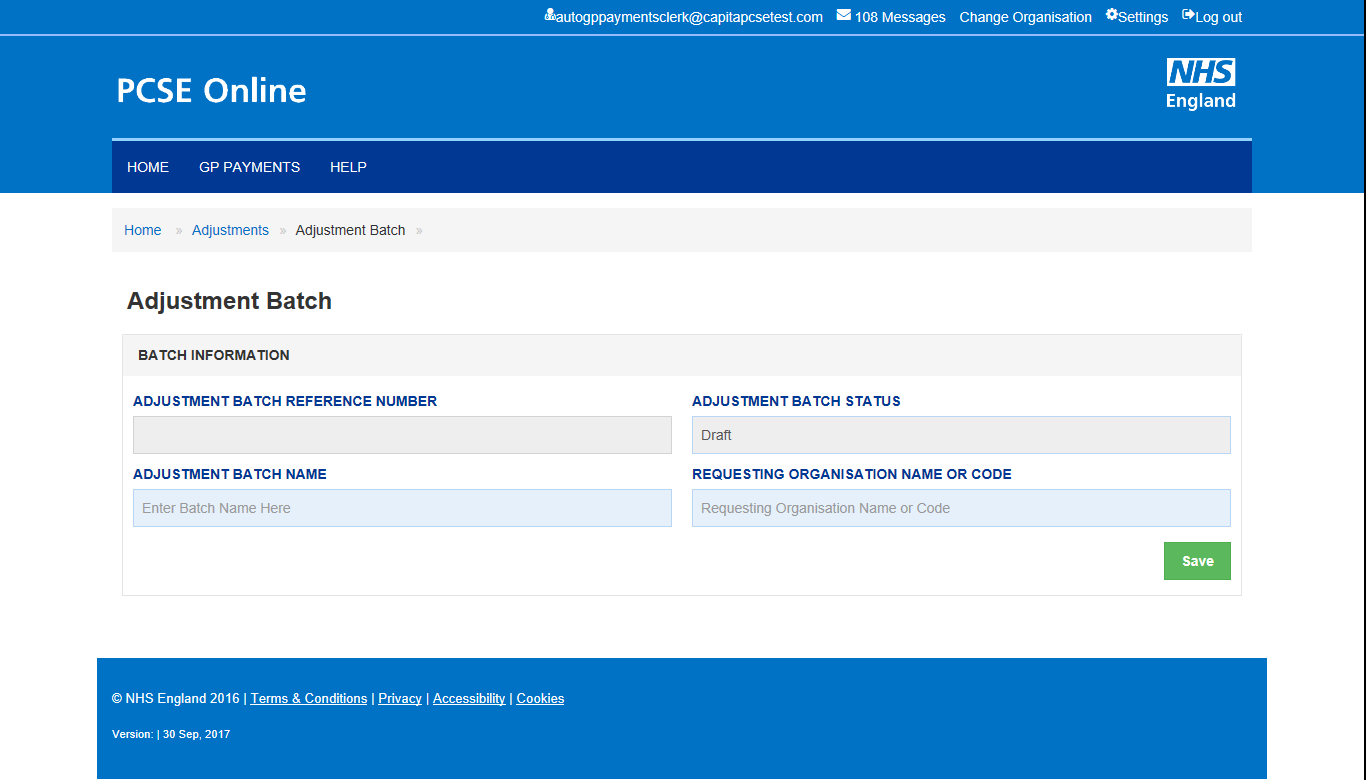 autogppaymentsclerk@capitapcsetest.com 108 Messages Change Organisation Settings Log out
PCSE Online
NHS
England
HOME GP PAYMENTS HELP
Home » Adjustments » Adjustment Batch »
Adjustment Batch
BATCH INFORMATION
ADJUSTMENT BATCH REFERENCE NUMBER ADJUSTMENT BATCH STATUS
Draft
ADJUSTMENT BATCH NAME REQUESTING ORGANISATION NAME OR CODE
Enter Batch Name Here Requesting Organisation Name or Code
Save
© NHS England 2016 | Terms & Conditions | Privacy | Accessibility | Cookies
Version: | 30 Sep, 2017